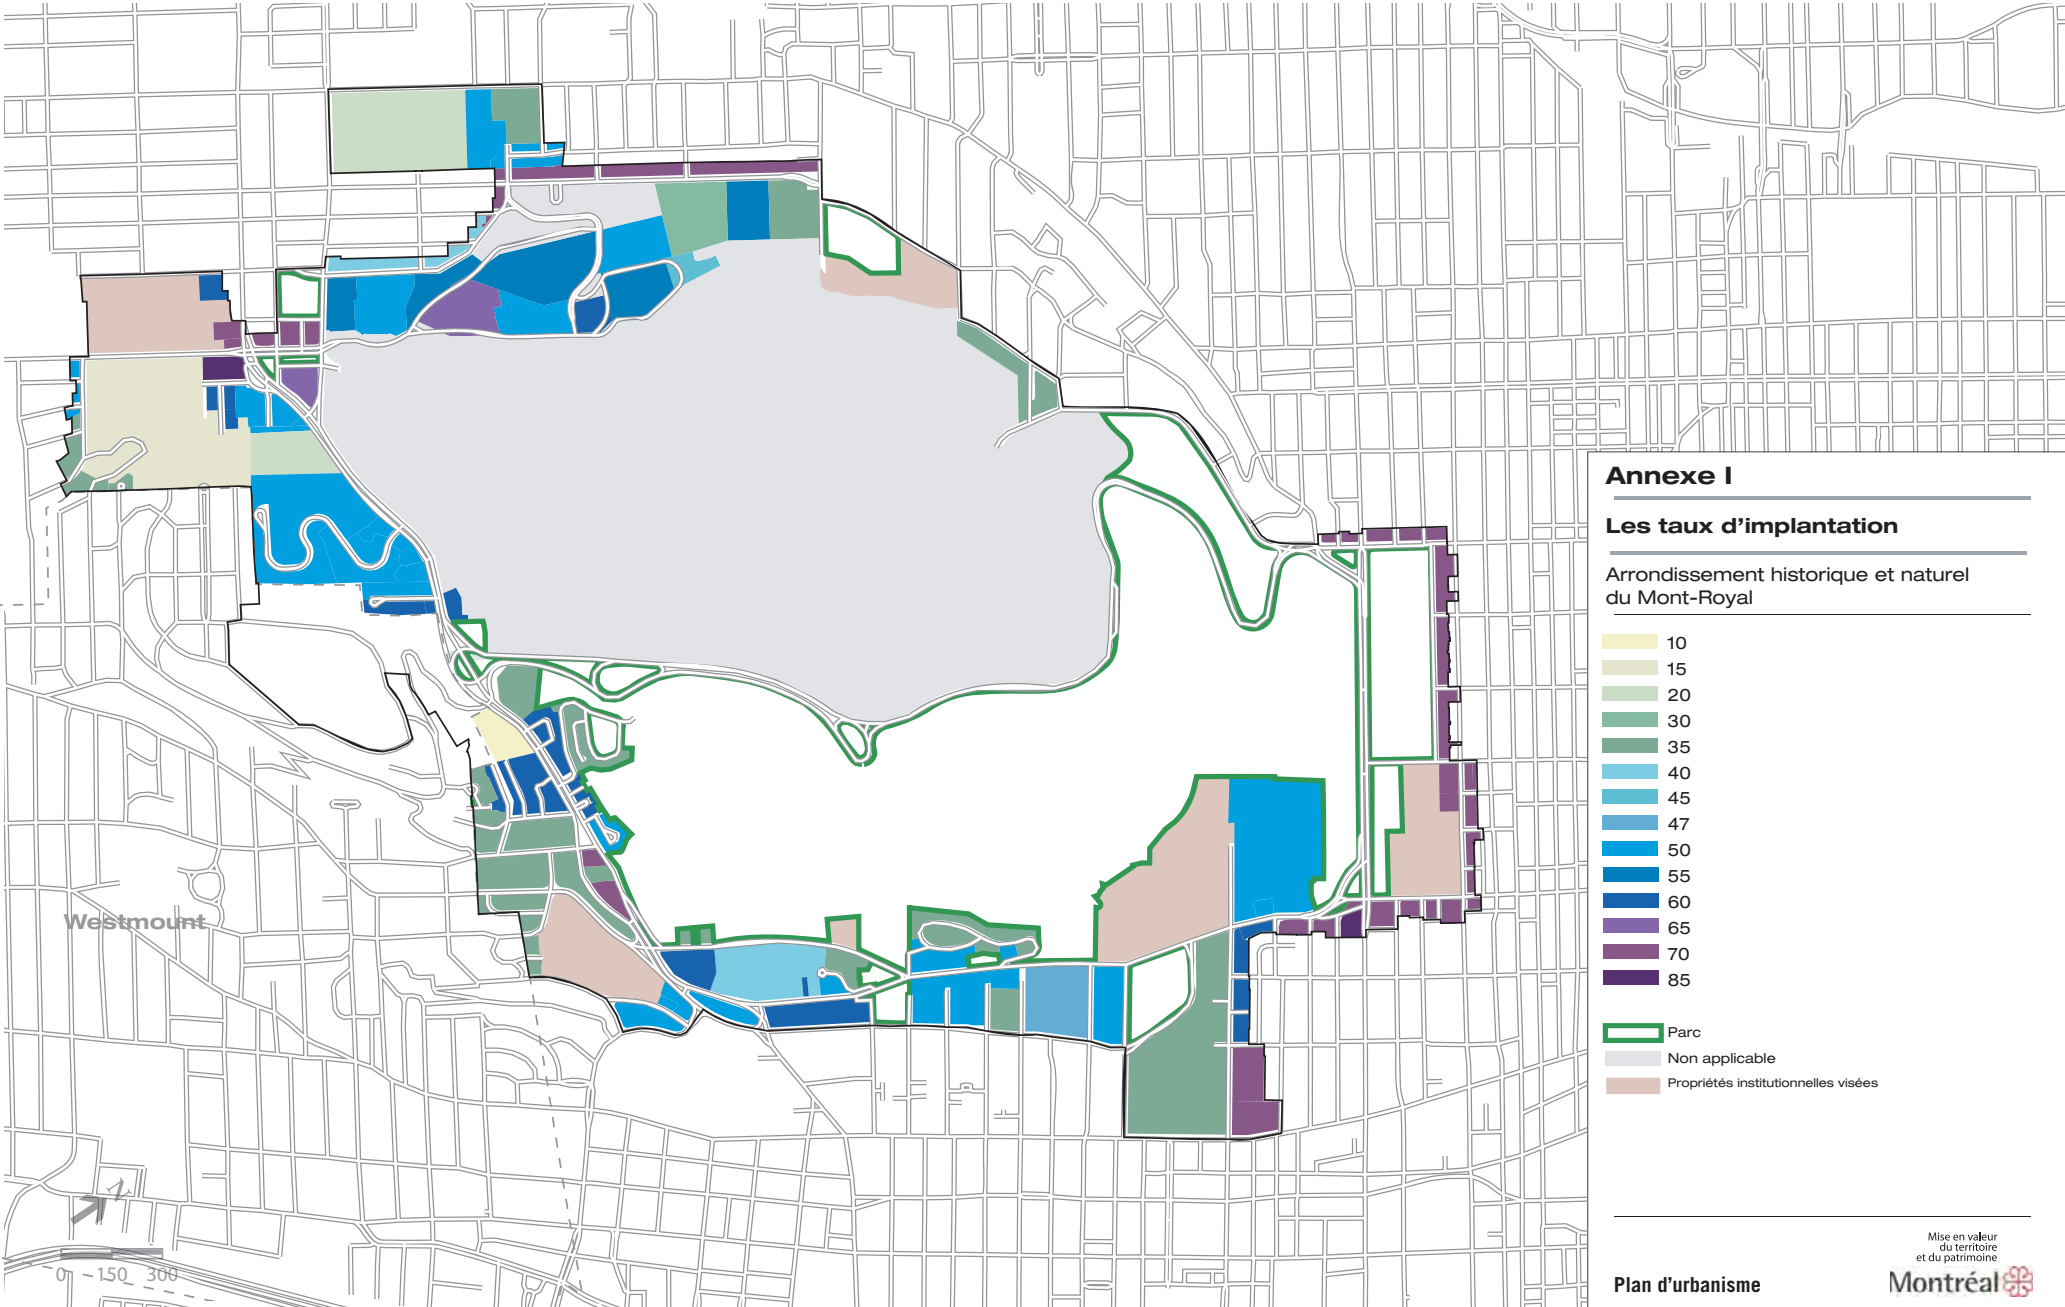 Annexe I
Les taux d'implantation
Arrondissement historique et naturel
du Mont-Royal
10
15
20
30
35
40
45
47
50
55
60
65
70
85
Parc
Non applicable
Propriétés institutionnelles visées
Westmount
N
0 150 300
Mise en valeur
du territoire
et du patrimoine
Plan d'urbanisme
Montréal